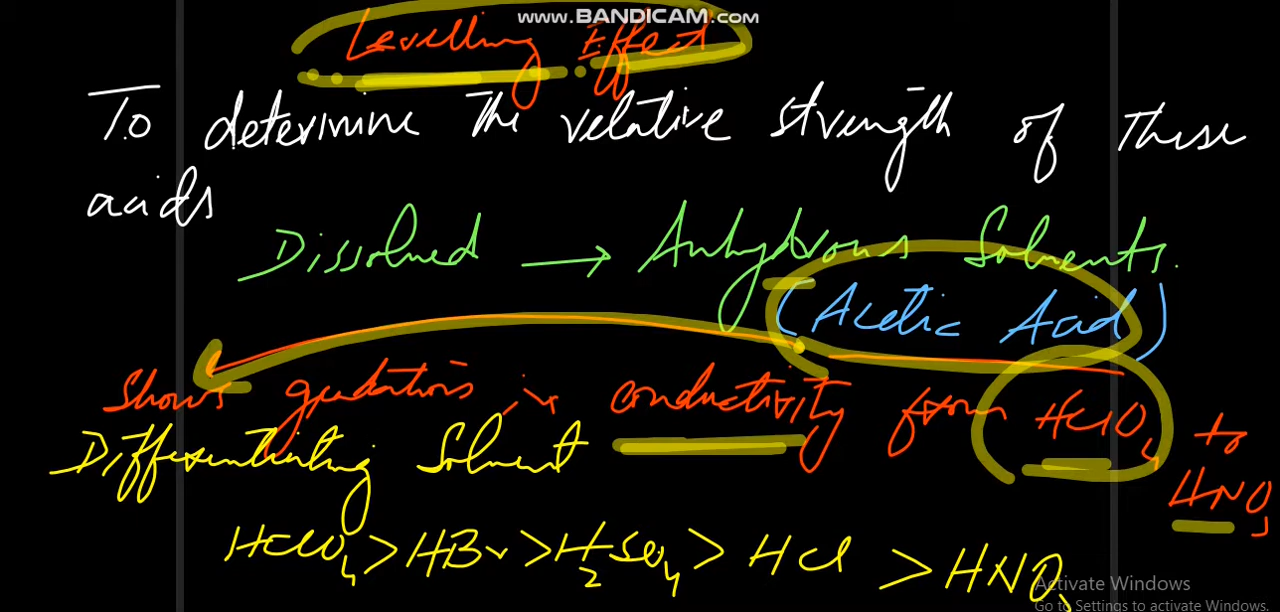 www.BANDICAM.com
Levelling Effect
To determine The relative strength of These
acids
Dissolved → Anhydrous Solvents.
(Acetic Acid)
Shows gradations in conductivity from HClO4 to
HNO3
Differentiating Solvent
HClO4 > HBr > H2SO4 > HCl > HNO3
Activate Windows
Go to Settings to activate Windows.